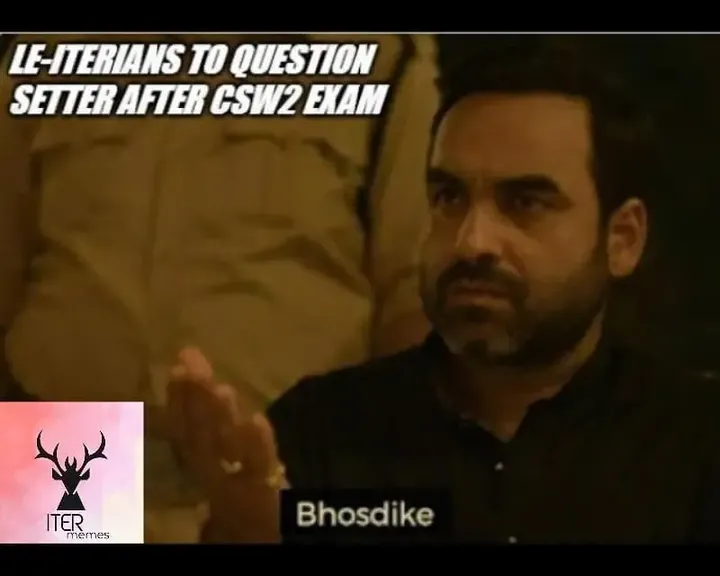 LE-ITERIANS TO QUESTION
SETTER AFTER CSW2 EXAM
ITER
memes
Bhosdike